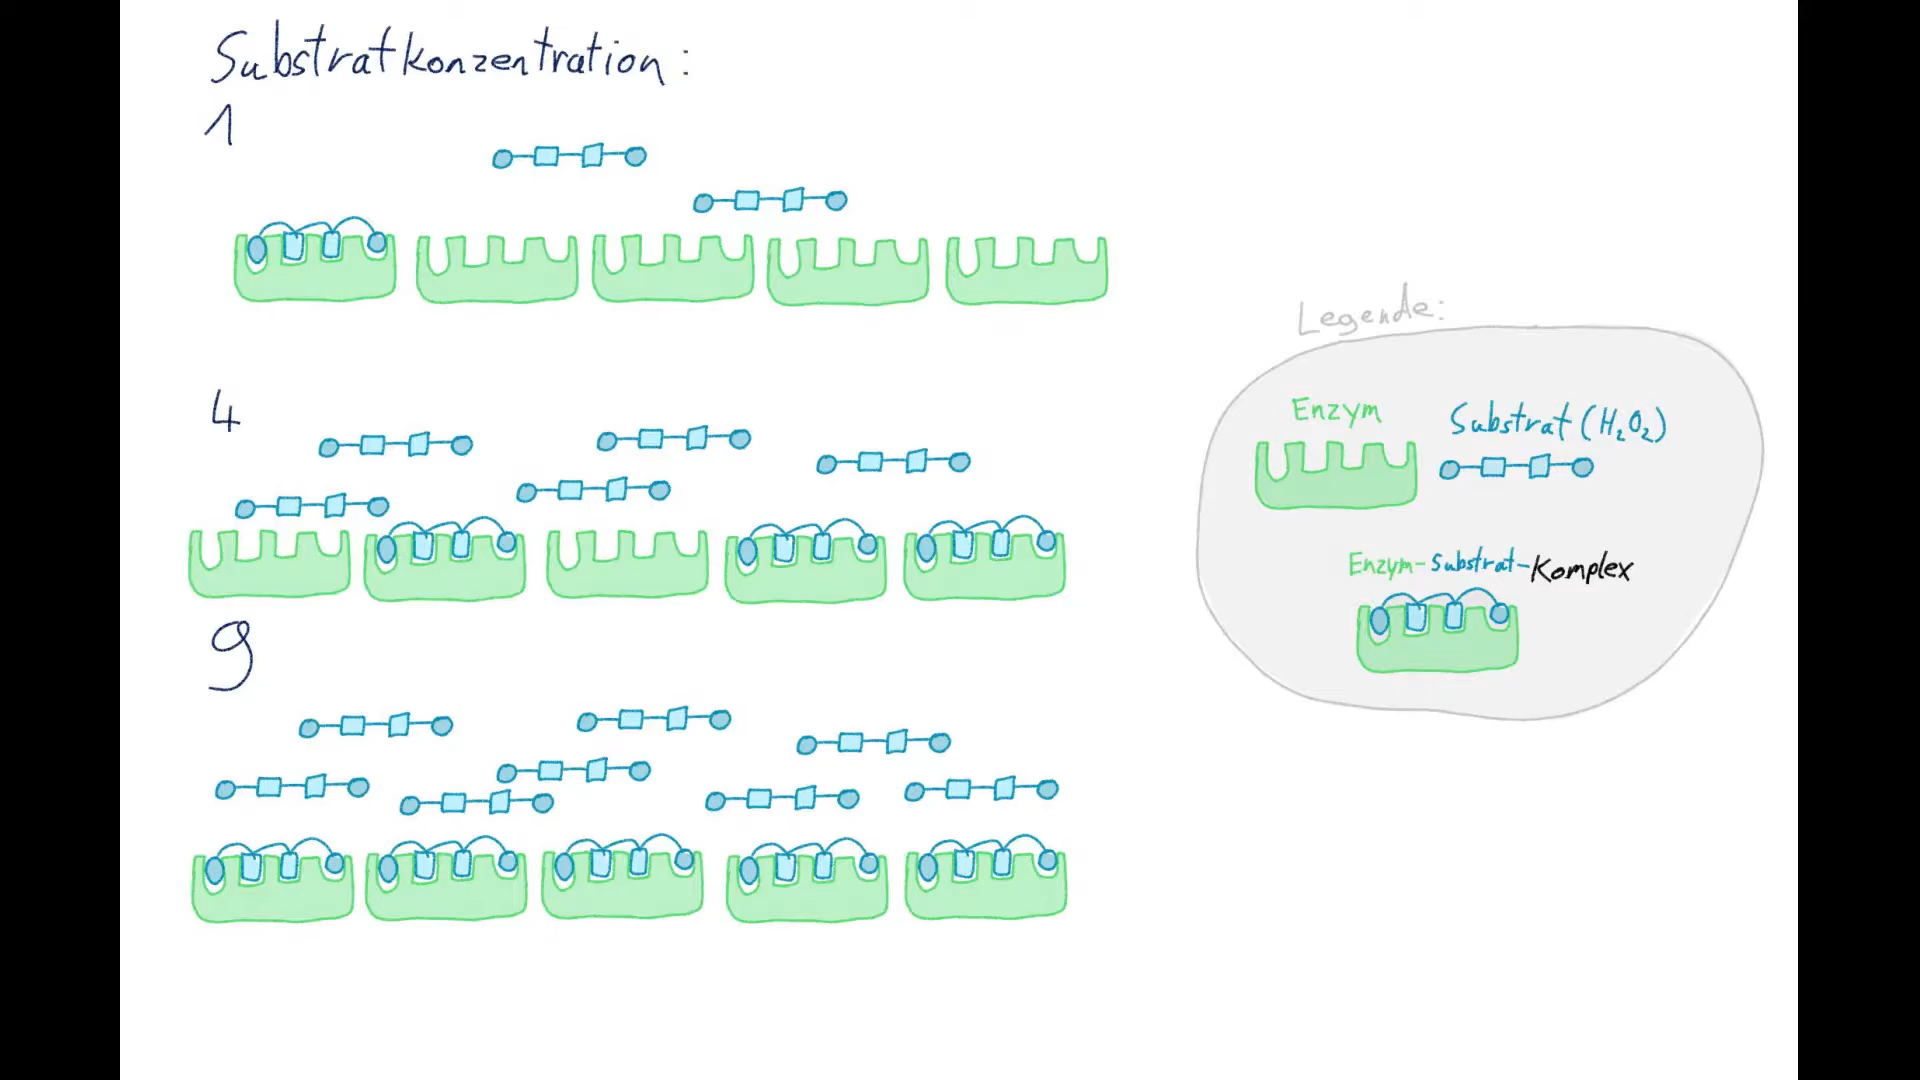 Substratkonzentration:
1
4
9
Legende:
Enzym
Substrat (H₂O₂)
Enzym-Substrat-Komplex